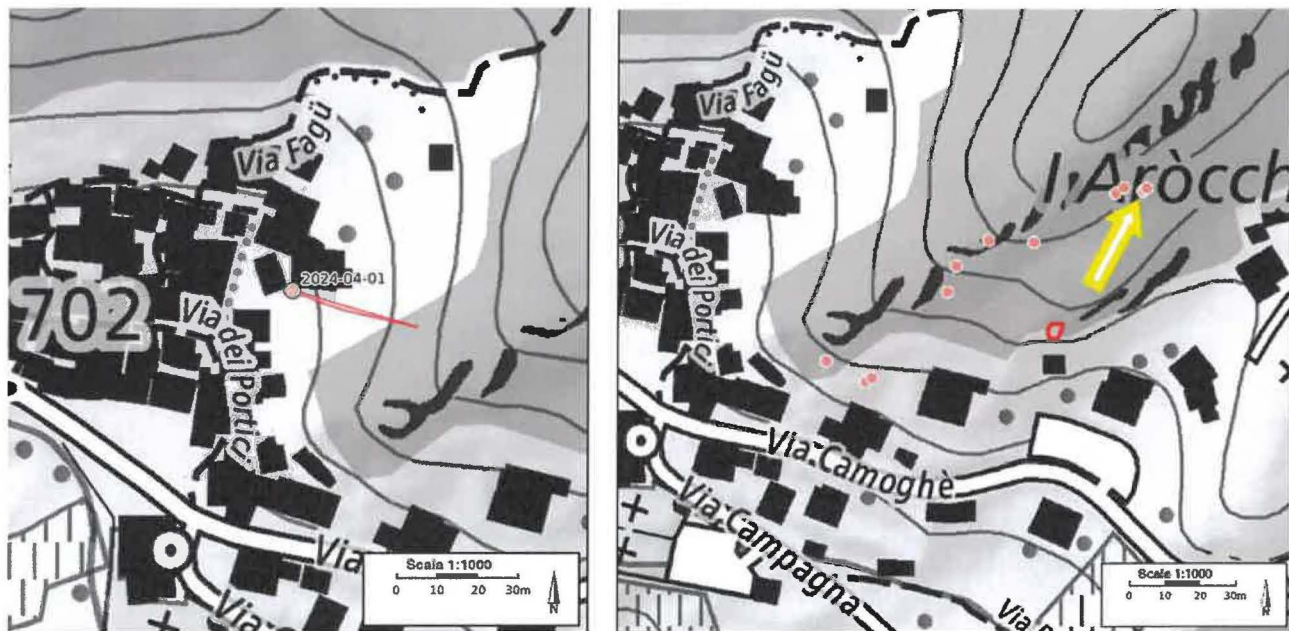 Via Fagü
2024-04-01
702
Via dei Portici
Via
Via
Scala 1:1000
0 10 20 30m
N
Via Fagü
I Aròcch
Via dei Portici
Via Camoghè
Via Campagna
Scala 1:1000
0 10 20 30m
N